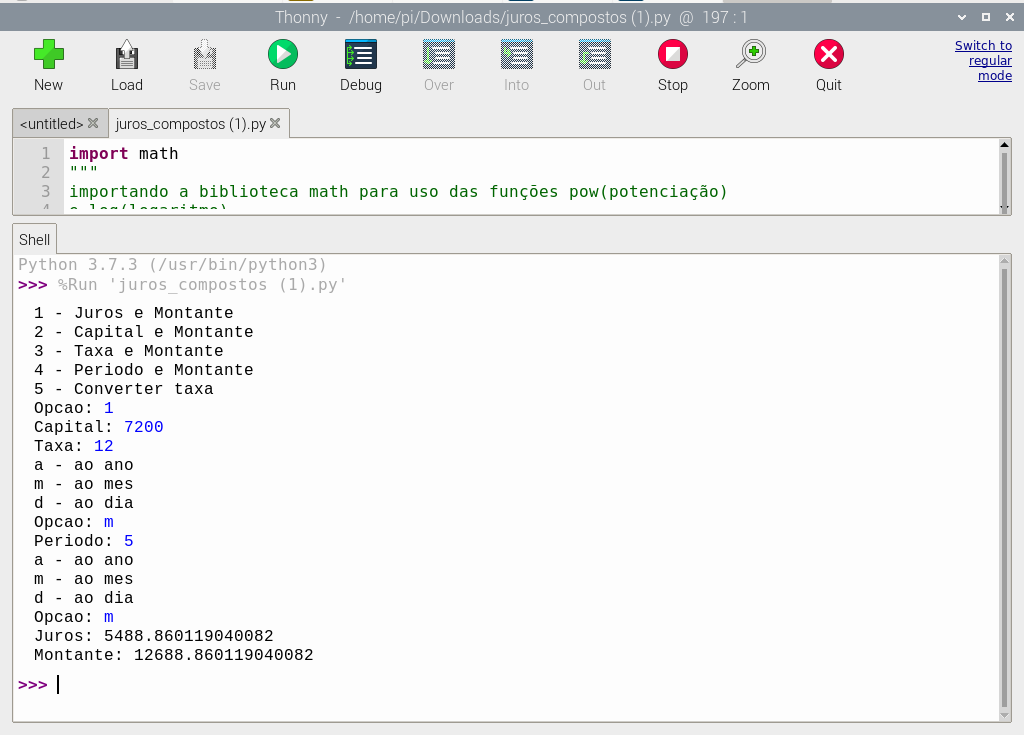 Thonny - /home/pi/Downloads/juros_compostos (1).py @ 197 : 1
New Load Save Run Debug Over Into Out Stop Zoom Quit
Switch to
regular
mode
<untitled> juros_compostos (1).py
1 import math
2 """
3 importando a biblioteca math para uso das funções pow(potenciação)
4 e log(logaritmo)
Shell
Python 3.7.3 (/usr/bin/python3)
>>> %Run 'juros_compostos (1).py'
1 - Juros e Montante
2 - Capital e Montante
3 - Taxa e Montante
4 - Periodo e Montante
5 - Converter taxa
Opcao: 1
Capital: 7200
Taxa: 12
a - ao ano
m - ao mes
d - ao dia
Opcao: m
Periodo: 5
a - ao ano
m - ao mes
d - ao dia
Opcao: m
Juros: 5488.860119040082
Montante: 12688.860119040082
>>>